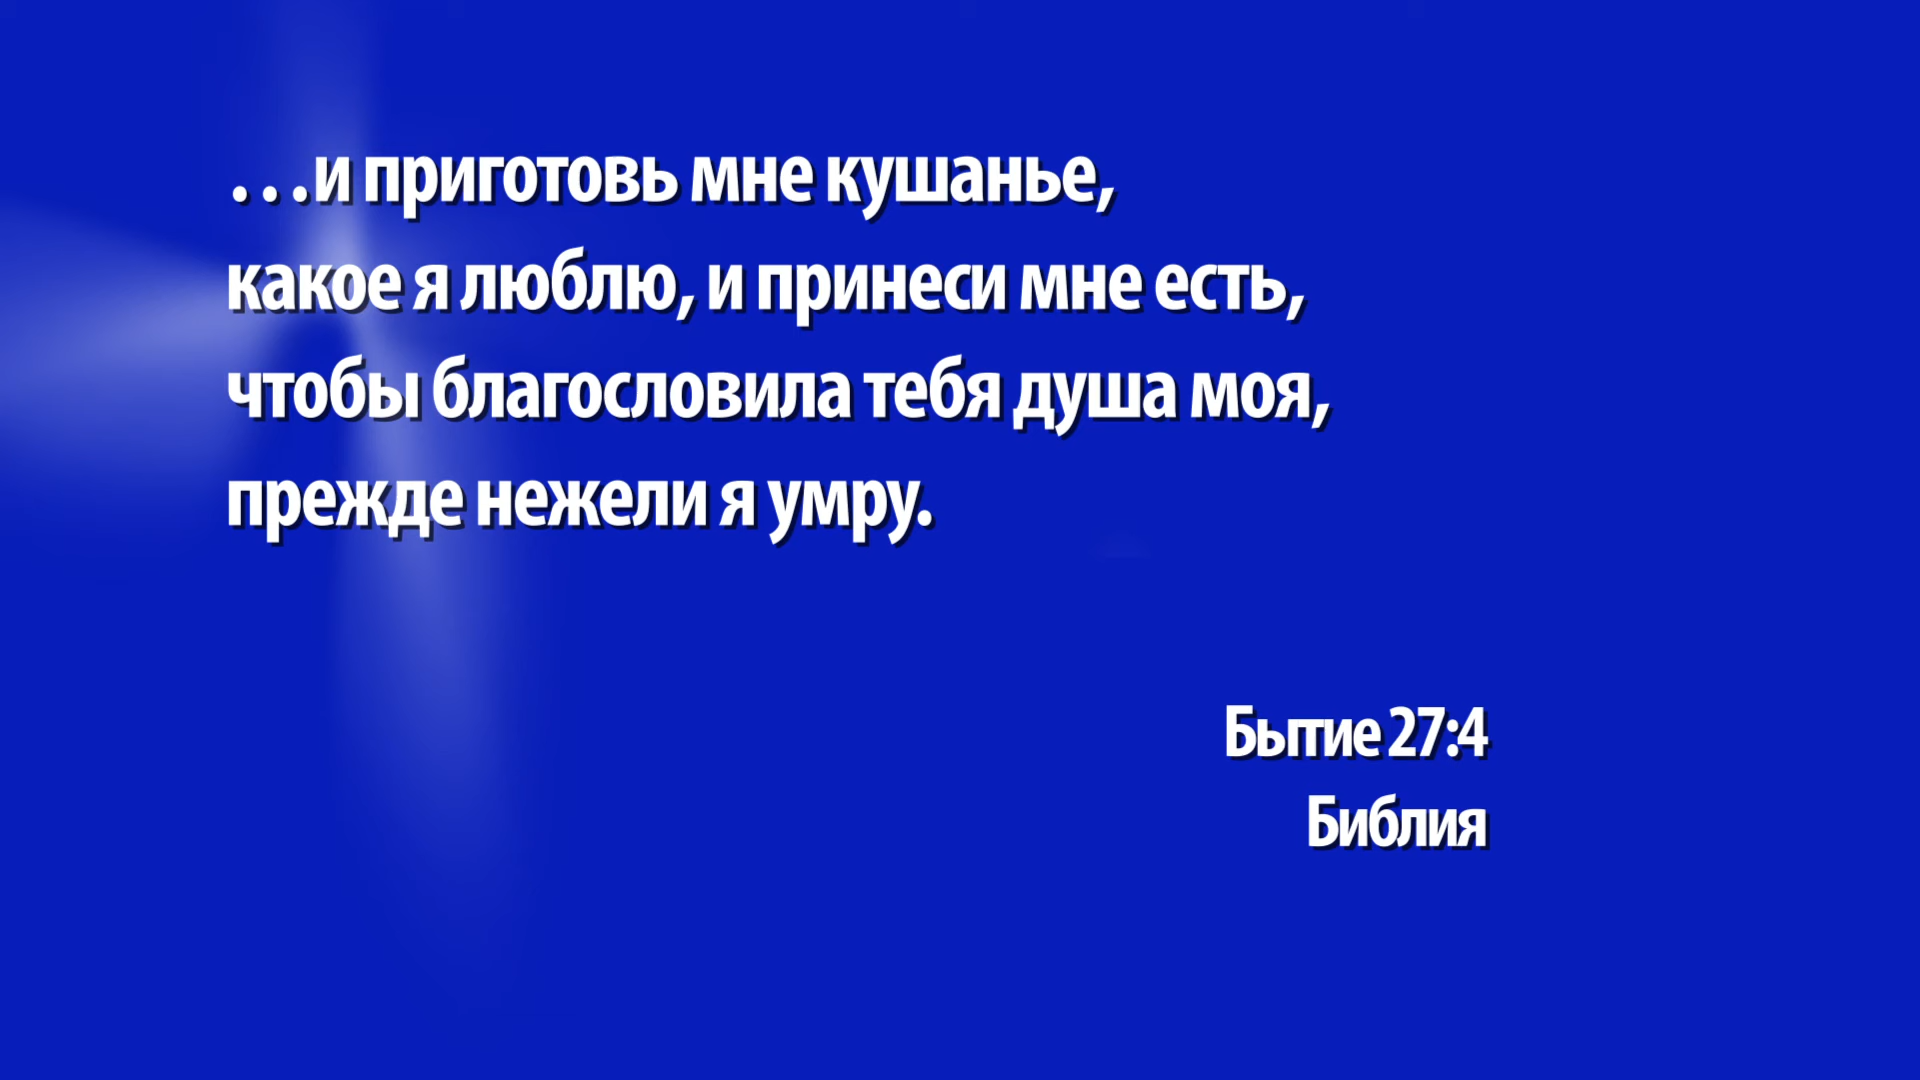 …и приготовь мне кушанье,
какое я люблю, и принеси мне есть,
чтобы благословила тебя душа моя,
прежде нежели я умру.
Бытие 27:4
Библия